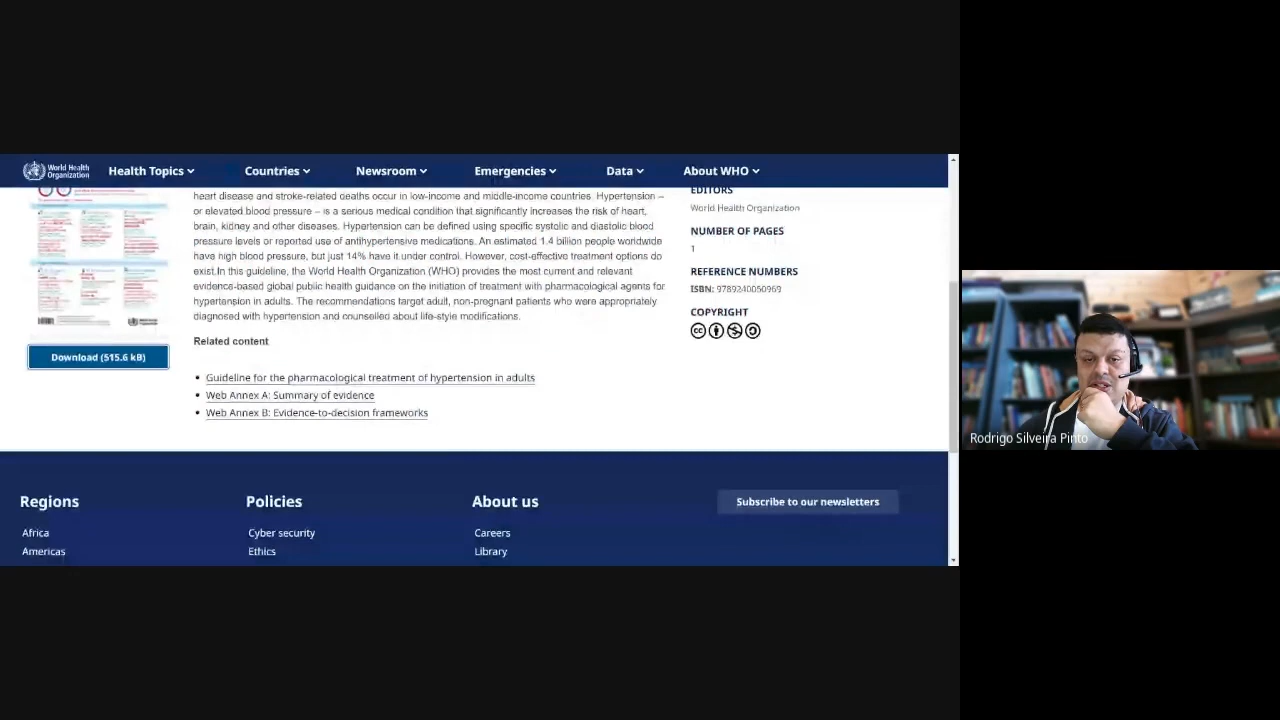 World Health Organization
Health Topics
Countries
Newsroom
Emergencies
Data
About WHO
heart disease and stroke-related deaths occur in low-income and middle-income countries. Hypertension –
or elevated blood pressure – is a serious medical condition that significantly increases the risk of heart,
brain, kidney and other diseases. Hypertension can be defined using specific systolic and diastolic blood
pressure levels or reported use of antihypertensive medications. An estimated 1.4 billion people worldwide
have high blood pressure, but just 14% have it under control. However, cost-effective treatment options do
exist.In this guideline, the World Health Organization (WHO) provides the most current and relevant
evidence-based global public health guidance on the initiation of treatment with pharmacological agents for
hypertension in adults. The recommendations target adult, non-pregnant patients who were appropriately
diagnosed with hypertension and counselled about life-style modifications.
Related content
Guideline for the pharmacological treatment of hypertension in adults
Web Annex A: Summary of evidence
Web Annex B: Evidence-to-decision frameworks
Download (515.6 kB)
EDITORS
World Health Organization
NUMBER OF PAGES
1
REFERENCE NUMBERS
ISBN: 9789240050969
COPYRIGHT
Regions
Africa
Americas
Policies
Cyber security
Ethics
About us
Careers
Library
Subscribe to our newsletters
Rodrigo Silveira Pinto